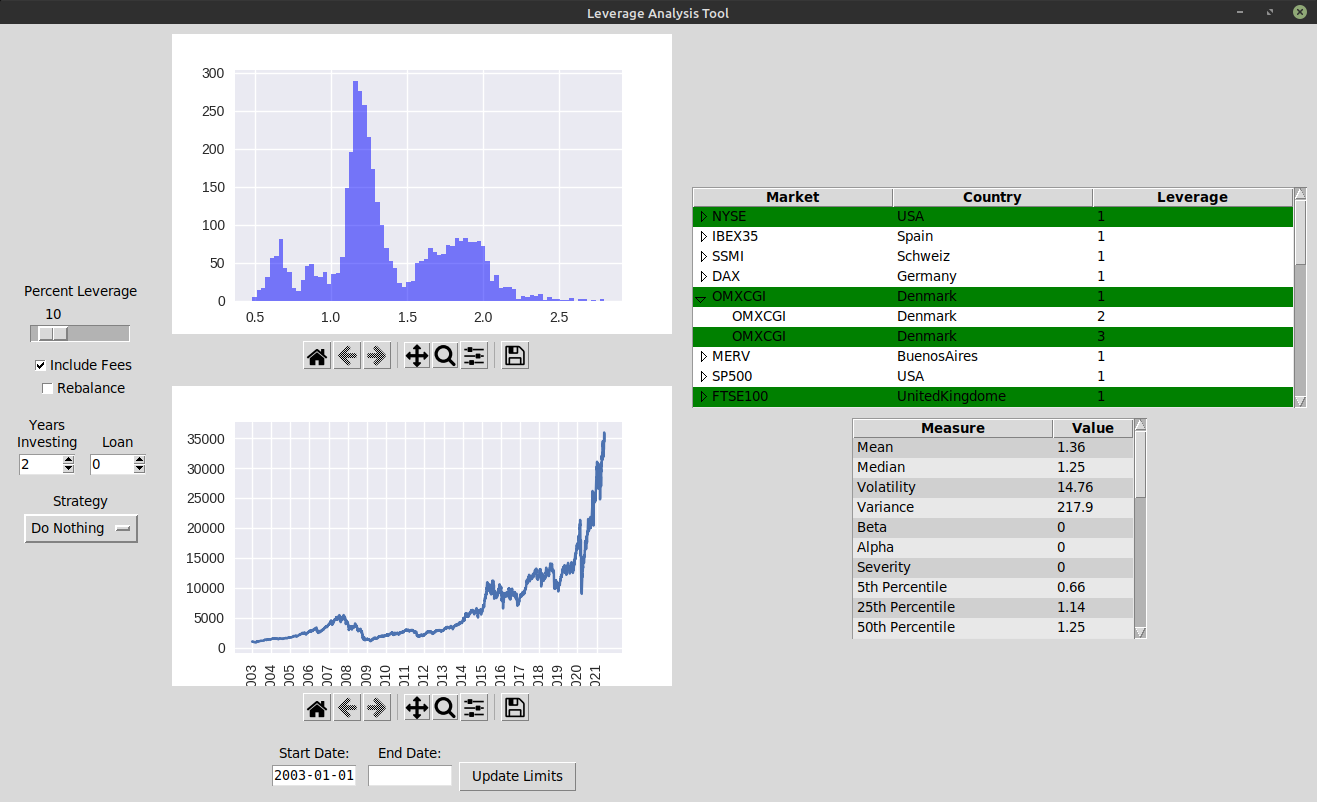 Leverage Analysis Tool
Percent Leverage
10
Include Fees
Rebalance
Years
Investing
Loan
2
0
Strategy
Do Nothing
300
250
200
150
100
50
0
0.5 1.0 1.5 2.0 2.5
35000
30000
25000
20000
15000
10000
5000
0
003 004 005 006 007 008 009 010 011 012 013 014 015 016 017 018 019 020 021
Start Date: End Date:
2003-01-01 Update Limits
Market Country Leverage
NYSE USA 1
IBEX35 Spain 1
SSMI Schweiz 1
DAX Germany 1
OMXCGI Denmark 1
OMXCGI Denmark 2
OMXCGI Denmark 3
MERV BuenosAires 1
SP500 USA 1
FTSE100 UnitedKingdome 1
Measure Value
Mean 1.36
Median 1.25
Volatility 14.76
Variance 217.9
Beta 0
Alpha 0
Severity 0
5th Percentile 0.66
25th Percentile 1.14
50th Percentile 1.25